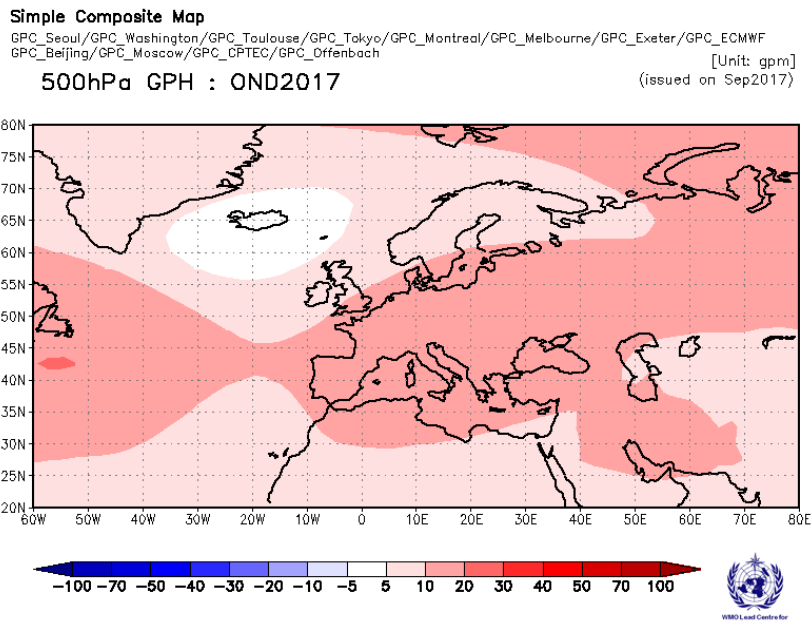 Simple Composite Map
GPC_Seoul/GPC_Washington/GPC_Toulouse/GPC_Tokyo/GPC_Montreal/GPC_Melbourne/GPC_Exeter/GPC_ECMWF
GPC_Beijing/GPC_Moscow/GPC_CPTEC/GPC_Offenbach
[Unit: gpm]
500hPa GPH : OND2017
(issued on Sep2017)
80N
75N
70N
65N
60N
55N
50N
45N
40N
35N
30N
25N
20N
60W 50W 40W 30W 20W 10W 0 10E 20E 30E 40E 50E 60E 70E 80E
-100 -70 -50 -40 -30 -20 -10 -5 5 10 20 30 40 50 70 100
WMO Lead Centre for